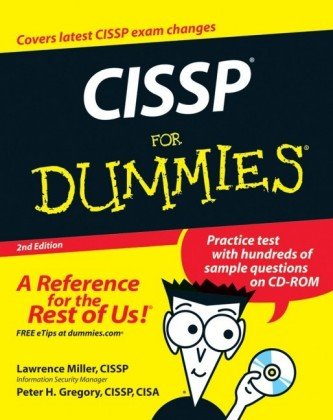 Covers latest CISSP exam changes
CISSP®
FOR
DUMMIES®
2nd Edition
Practice test
with hundreds of
sample questions
on CD-ROM
A Reference
for the
Rest of Us!®
FREE eTips at dummies.com®
Lawrence Miller, CISSP
Information Security Manager
Peter H. Gregory, CISSP, CISA